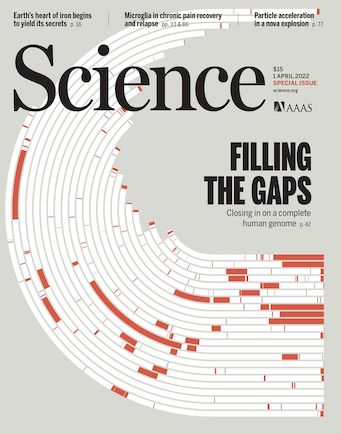 Earth's heart of iron begins
to yield its secrets p. 18
Microglia in chronic pain recovery
and relapse pp. 33 & 86
Particle acceleration
in a nova explosion p. 77
Science
$15
1 APRIL 2022
SPECIAL ISSUE
science.org
AAAS
FILLING
THE GAPS
Closing in on a complete
human genome p. 42